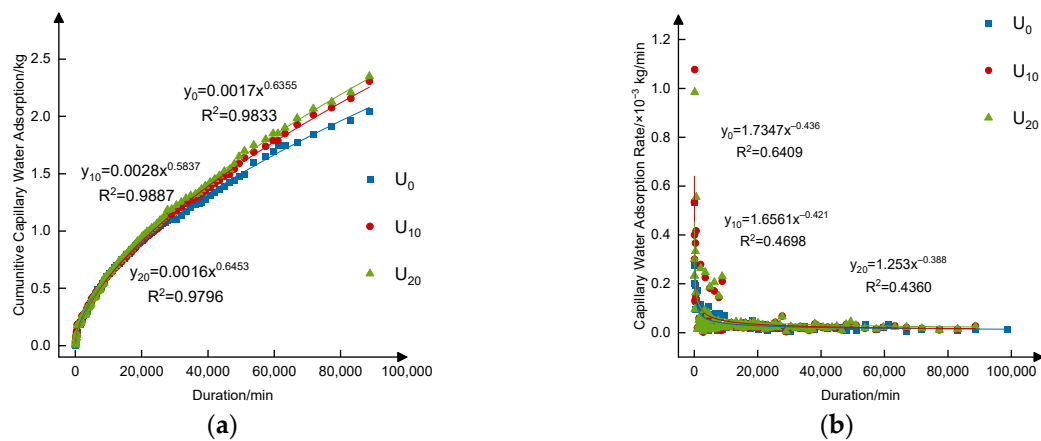 2.5
2.0
1.5
1.0
0.5
0.0
Cumunitive Capillary Water Adsorption/kg
y0=0.0017x^0.6355
R²=0.9833
y10=0.0028x^0.5837
R²=0.9887
y20=0.0016x^0.6453
R²=0.9796
U0
U10
U20
0 20,000 40,000 60,000 80,000 100,000
Duration/min
(a)
1.2
1.0
0.8
0.6
0.4
0.2
0.0
Capillary Water Adsorption Rate/×10⁻³ kg/min
U0
U10
U20
y0=1.7347x^−0.436
R²=0.6409
y10=1.6561x^−0.421
R²=0.4698
y20=1.253x^−0.388
R²=0.4360
0 20,000 40,000 60,000 80,000 100,000
Duration/min
(b)